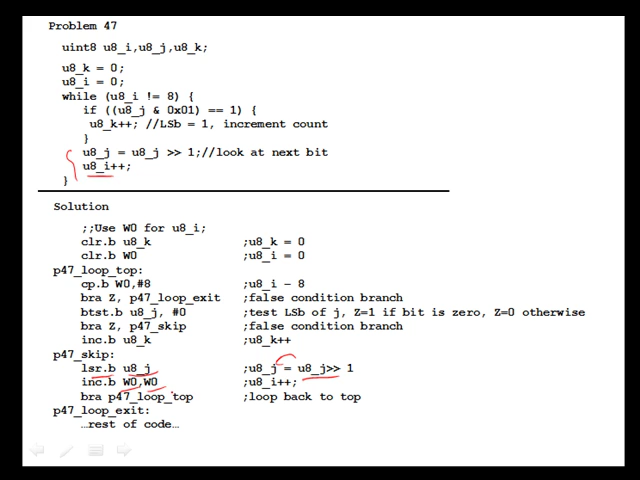 Problem 47
uint8 u8_i,u8_j,u8_k;
u8_k = 0;
u8_i = 0;
while (u8_i != 8) {
if ((u8_j & 0x01) == 1) {
u8_k++; //LSb = 1, increment count
}
u8_j = u8_j >> 1;//look at next bit
u8_i++;
}
Solution
;;Use W0 for u8_i;
clr.b u8_k ;u8_k = 0
clr.b W0 ;u8_i = 0
p47_loop_top:
cp.b W0,#8 ;u8_i - 8
bra Z, p47_loop_exit ;false condition branch
btst.b u8_j, #0 ;test LSb of j, Z=1 if bit is zero, Z=0 otherwise
bra Z, p47_skip ;false condition branch
inc.b u8_k ;u8_k++
p47_skip:
lsr.b u8_j ;u8_j = u8_j>> 1
inc.b W0,W0 ;u8_i++;
bra p47_loop_top ;loop back to top
p47_loop_exit:
…rest of code…